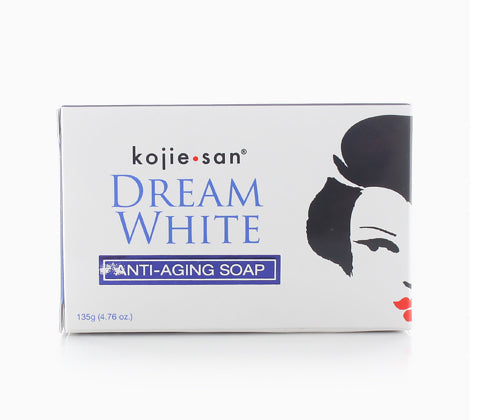 kojie•san®
DREAM
WHITE
ANTI-AGING SOAP
135g (4.76 oz.)